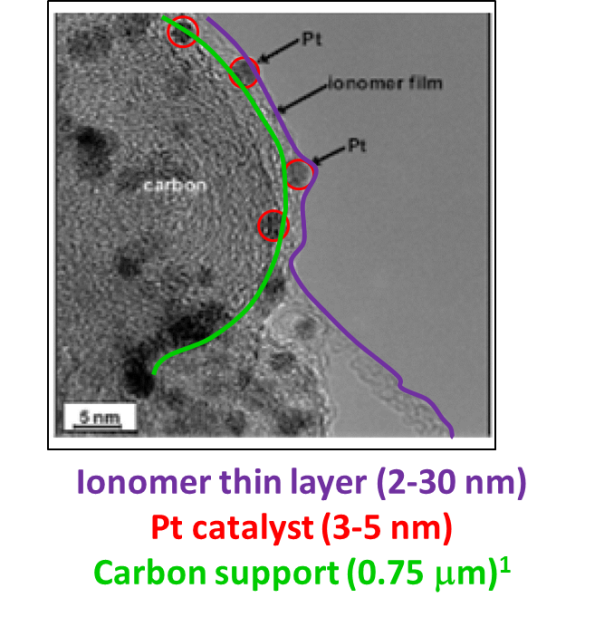 Pt
ionomer film
Pt
carbon
5 nm
Ionomer thin layer (2-30 nm)
Pt catalyst (3-5 nm)
Carbon support (0.75 μm)¹